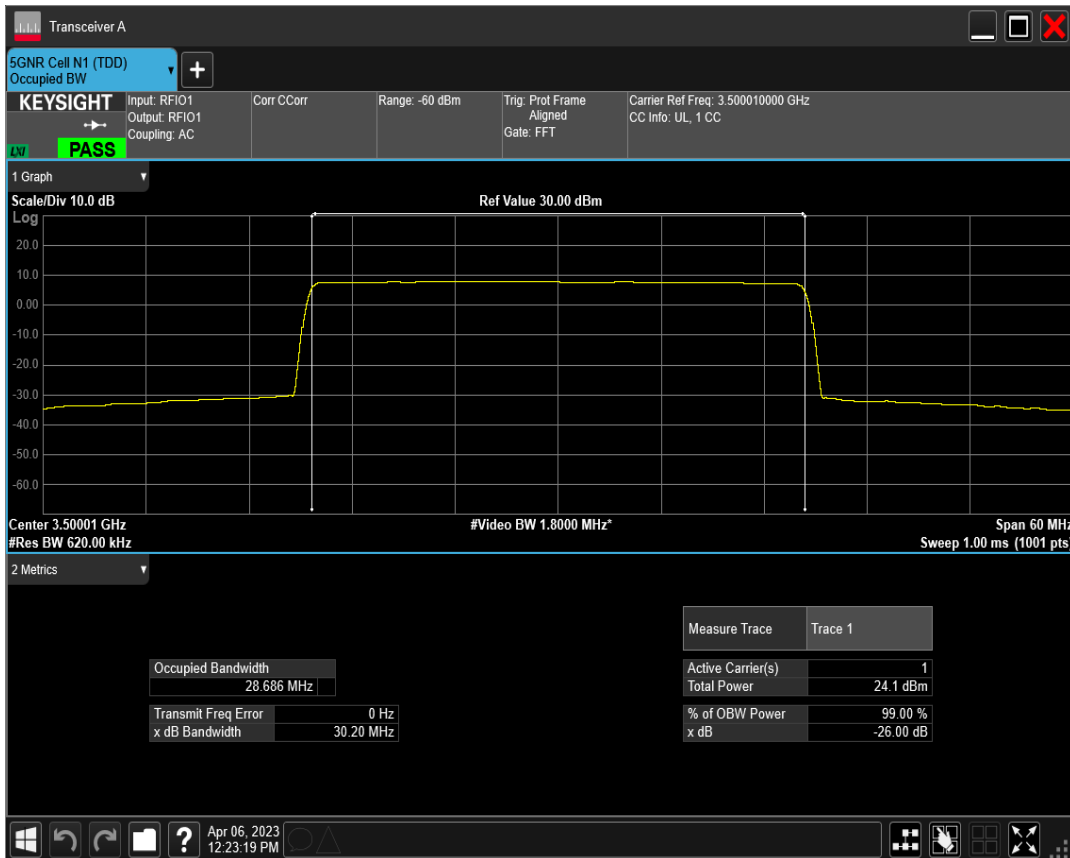 Transceiver A
5GNR Cell N1 (TDD)
Occupied BW
+
KEYSIGHT
LXI
PASS
Input: RFIO1
Output: RFIO1
Coupling: AC
Corr CCorr
Range: -60 dBm
Trig: Prot Frame
Aligned
Gate: FFT
Carrier Ref Freq: 3.500010000 GHz
CC Info: UL, 1 CC
1 Graph
Scale/Div 10.0 dB
Ref Value 30.00 dBm
Log
20.0
10.0
0.00
-10.0
-20.0
-30.0
-40.0
-50.0
-60.0
Center 3.50001 GHz
#Video BW 1.8000 MHz*
Span 60 MHz
#Res BW 620.00 kHz
Sweep 1.00 ms (1001 pts)
2 Metrics
Measure Trace Trace 1
Occupied Bandwidth
28.686 MHz
Active Carrier(s) 1
Total Power 24.1 dBm
Transmit Freq Error 0 Hz
x dB Bandwidth 30.20 MHz
% of OBW Power 99.00 %
x dB -26.00 dB
?
Apr 06, 2023
12:23:19 PM